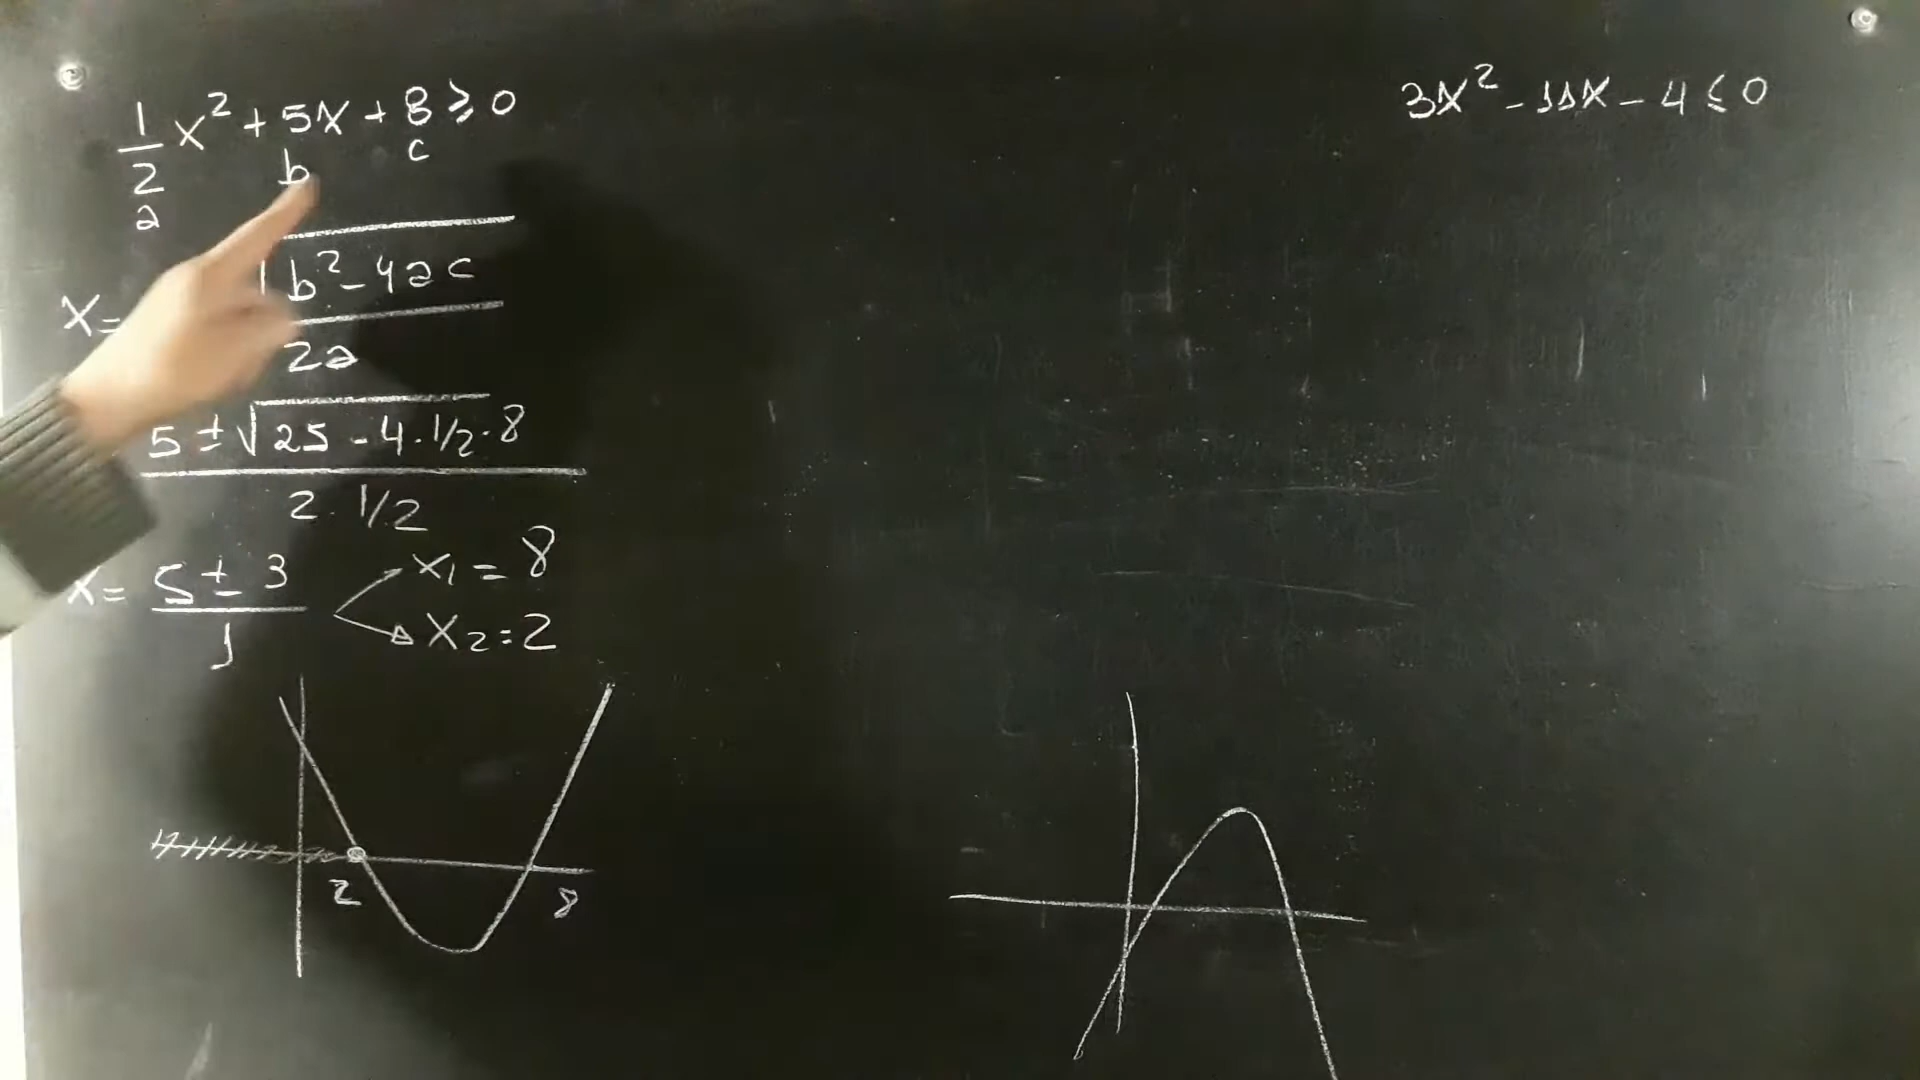 1/2 x² + 5x + 8 ≥ 0
a b c
x= √b² - 4ac
2a
5 ± √25 - 4 · 1/2 · 8
2 · 1/2
x = 5 ± 3 / 1
x₁ = 8
x₂ = 2
2 8
3x² - 11x - 4 ≤ 0